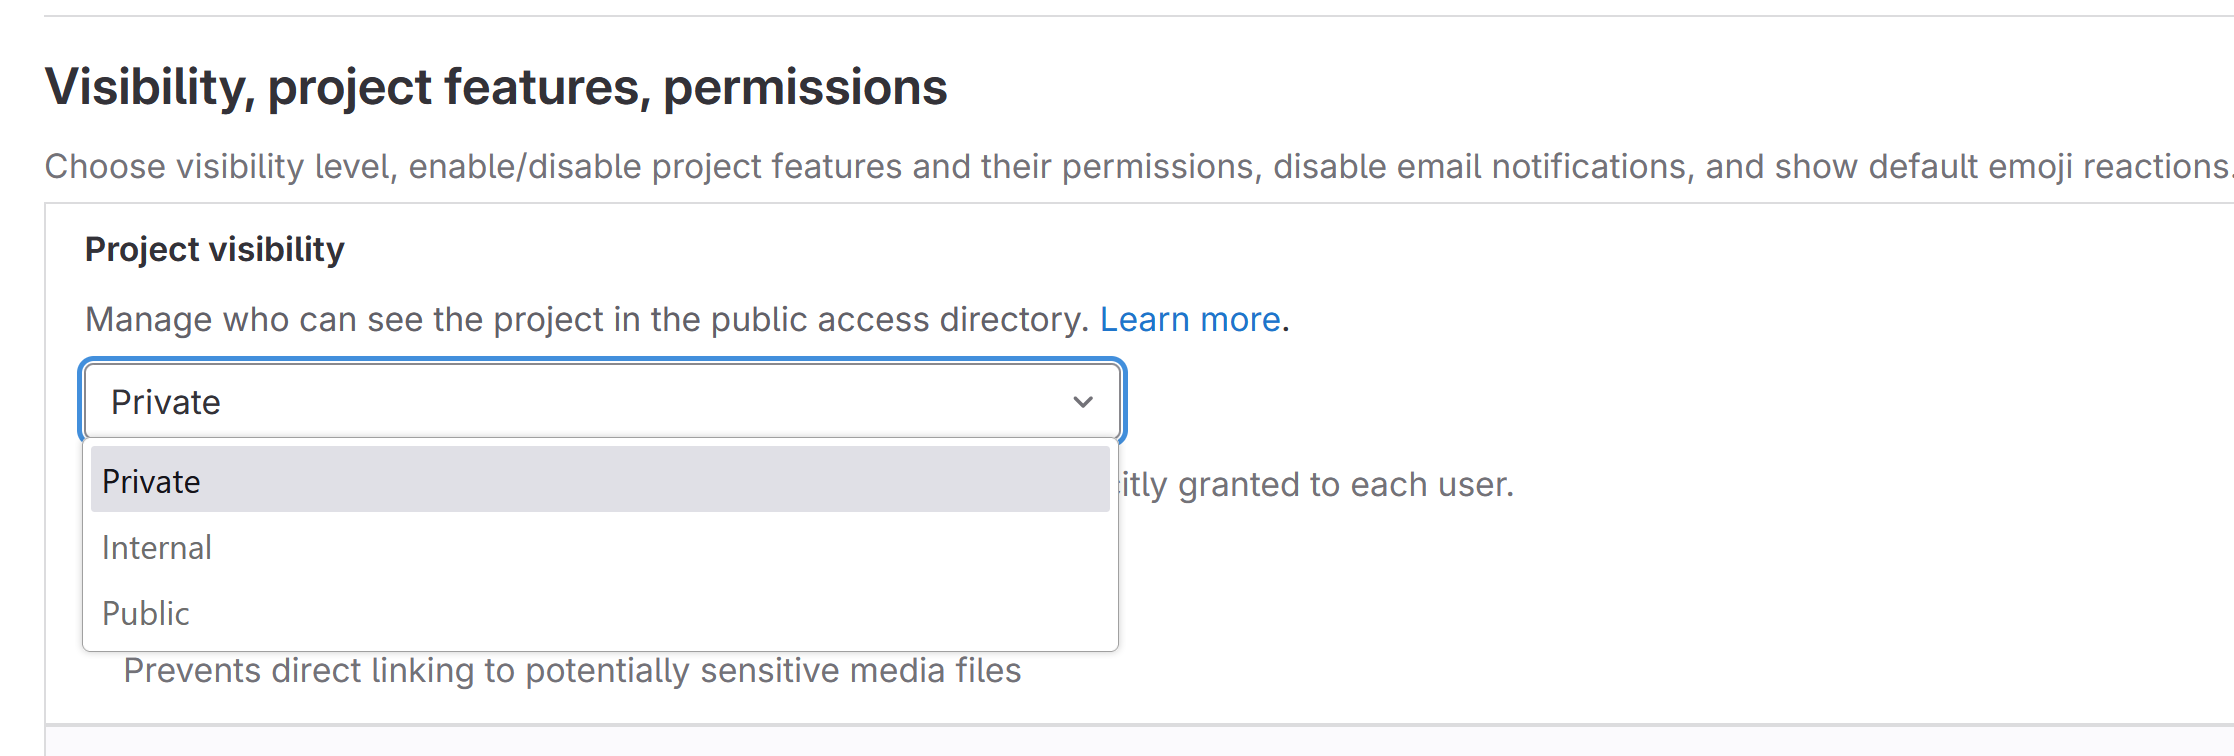 Visibility, project features, permissions
Choose visibility level, enable/disable project features and their permissions, disable email notifications, and show default emoji reactions.
Project visibility
Manage who can see the project in the public access directory. Learn more.
Private
Private
granted to each user.
Internal
Public
Prevents direct linking to potentially sensitive media files